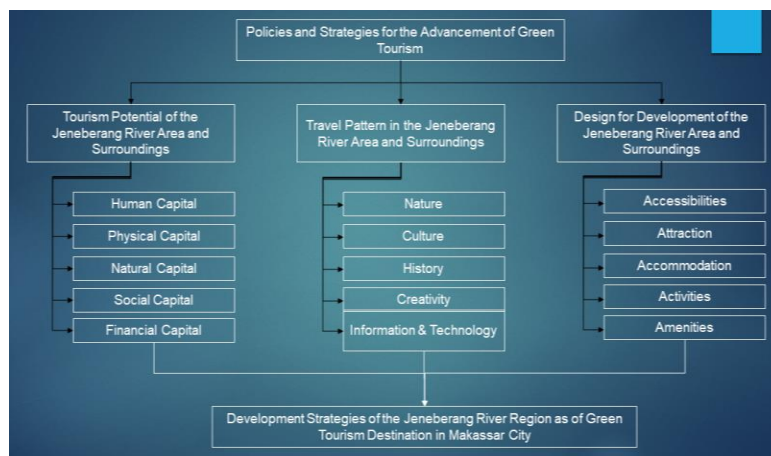 Policies and Strategies for the Advancement of Green
Tourism
Tourism Potential of the
Jeneberang River Area and
Surroundings
Human Capital
Physical Capital
Natural Capital
Social Capital
Financial Capital
Travel Pattern in the Jeneberang
River Area and Surroundings
Nature
Culture
History
Creativity
Information & Technology
Design for Development of the
Jeneberang River Area and
Surroundings
Accessibilities
Attraction
Accommodation
Activities
Amenities
Development Strategies of the Jeneberang River Region as of Green
Tourism Destination in Makassar City